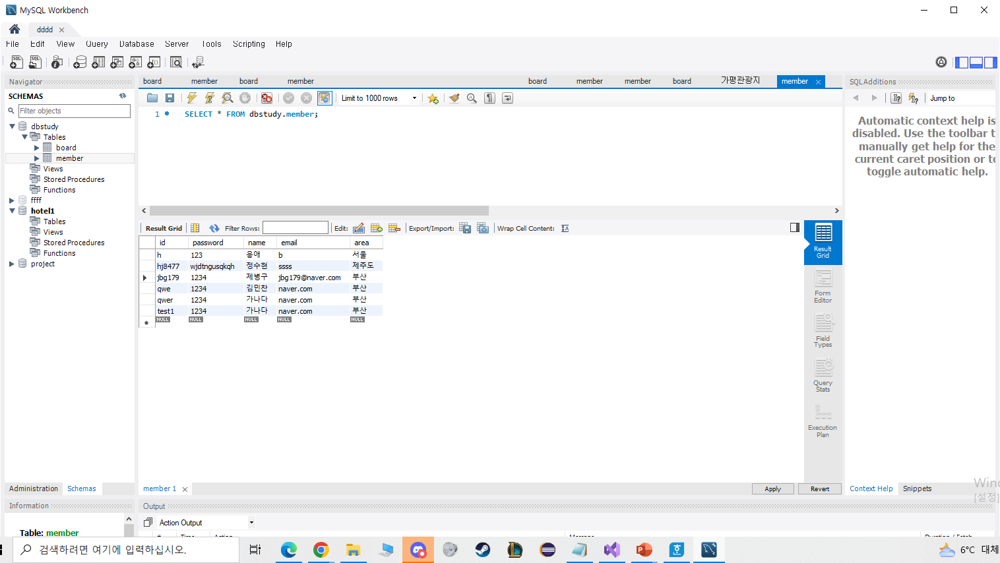 MySQL Workbench
dddd
File Edit View Query Database Server Tools Scripting Help
Navigator
SCHEMAS
Filter objects
dbstudy
Tables
board
member
Views
Stored Procedures
Functions
ffff
hotel1
Tables
Views
Stored Procedures
Functions
project
Administration Schemas
Information
Table: member
board member board member board member member board 가평관광지 member
Limit to 1000 rows
1 SELECT * FROM dbstudy.member;
Result Grid Filter Rows: Edit: Export/Import: Wrap Cell Content:
id password name email area
h 123 응애 b 서울
hj8477 wjdtngusqkqh 정수현 ssss 제주도
jbg179 1234 제병구 jbg179@naver.com 부산
qwe 1234 김민찬 naver.com 부산
qwer 1234 가나다 naver.com 부산
test1 1234 가나다 naver.com 부산
NULL NULL NULL NULL NULL
Result
Grid
Form
Editor
Field
Types
Query
Stats
Execution
Plan
member 1 Apply Revert
Output
Action Output
# Time Action Message Duration / Fetch
SQLAdditions
Jump to
Automatic context help is
disabled. Use the toolbar t
manually get help for the
current caret position or to
toggle automatic help.
Context Help Snippets
Wind
[설정]
검색하려면 여기에 입력하십시오.
6°C 대체